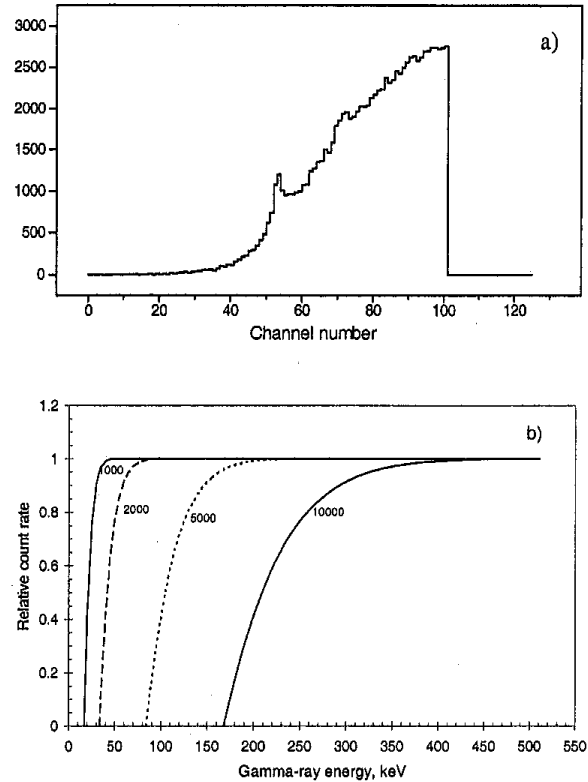 a)
3000
2500
2000
1500
1000
500
0
0 20 40 60 80 100 120
Channel number
b)
1.2
1
0.8
0.6
0.4
0.2
0
1000
2000
5000
10000
Relative count rate
0 50 100 150 200 250 300 350 400 450 500 550
Gamma-ray energy, keV